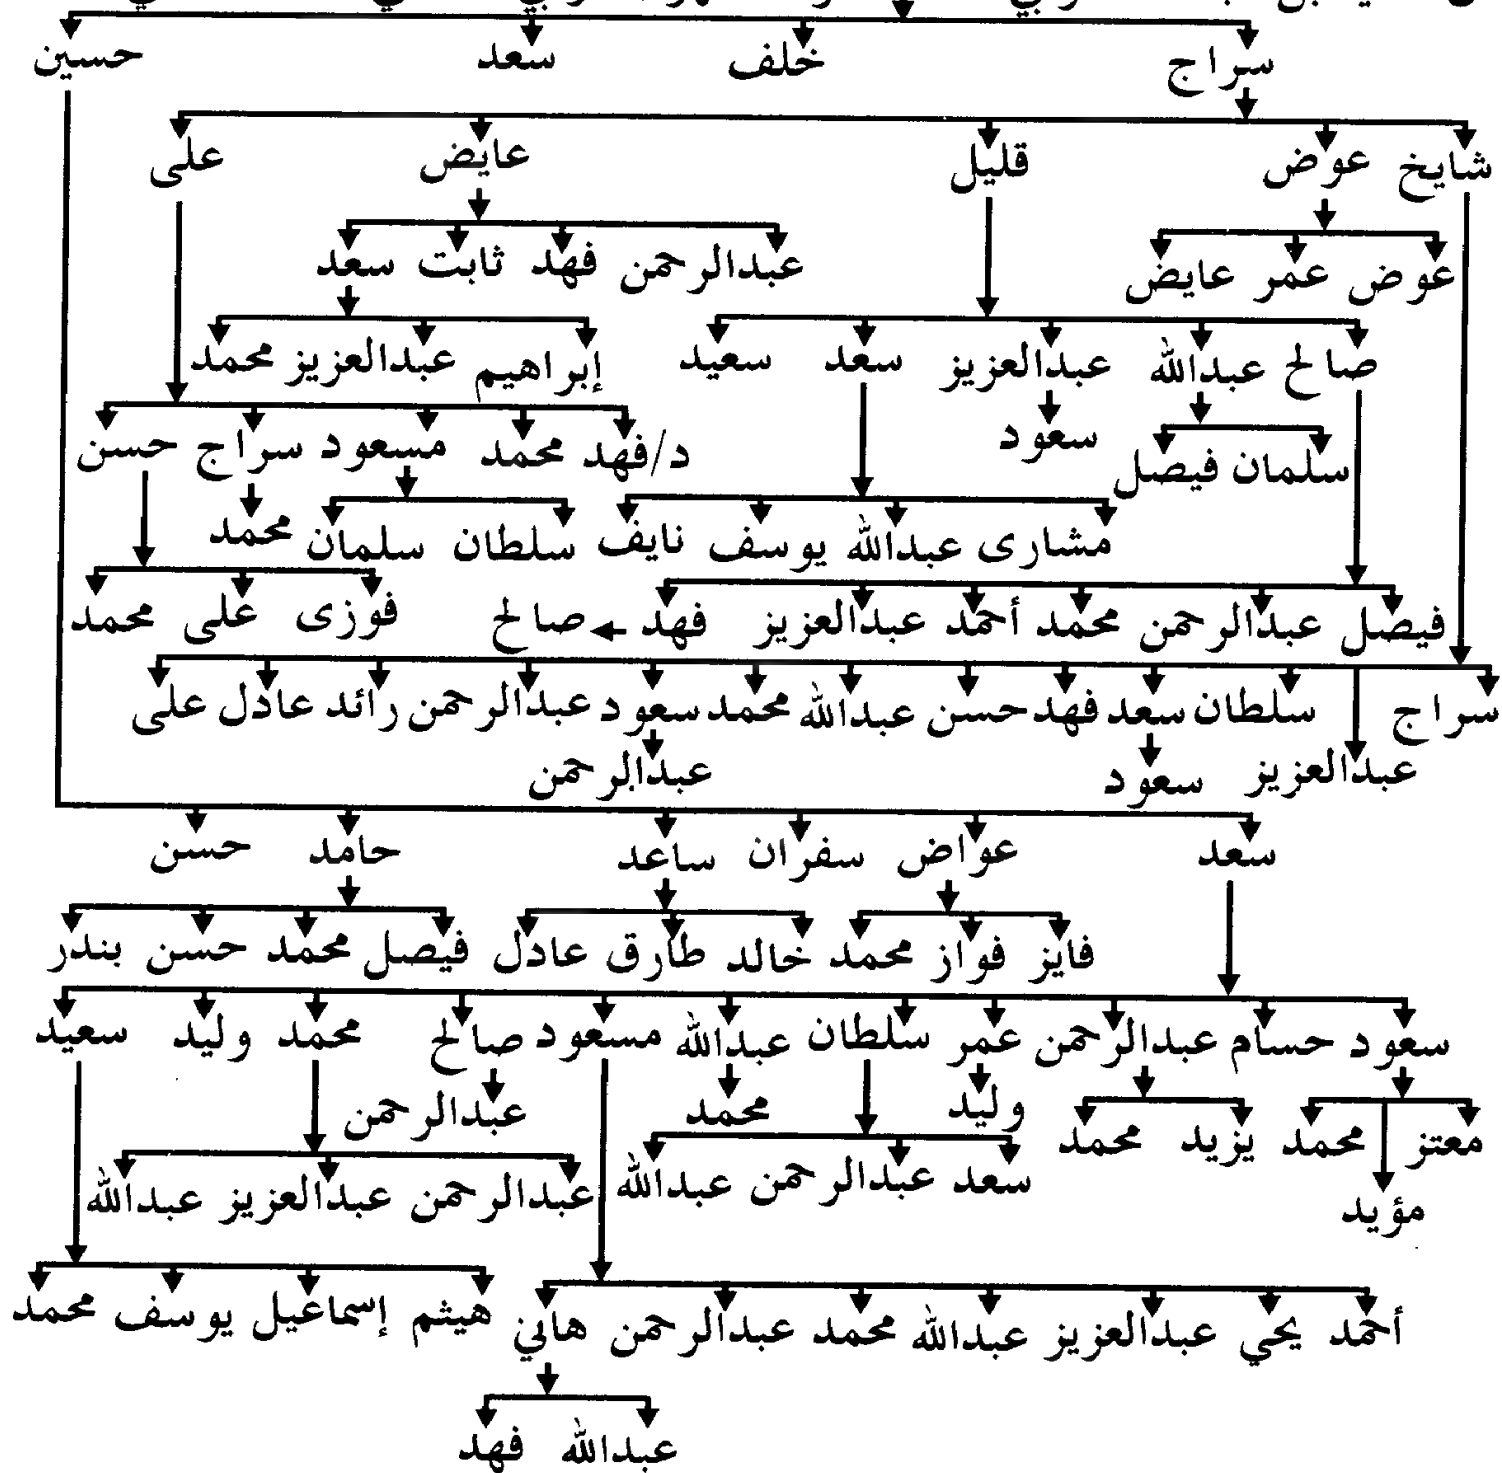 سراج خلف سعد حسين
شايخ عوض قليل عايض على
عبدالرحمن فهد ثابت سعد
عوض عمر عايض
صالح عبدالله عبدالعزيز سعد سعيد
إبراهيم عبدالعزيز محمد
سعود
د/فهد محمد مسعود سراج حسن
سلمان فيصل
مشارى عبدالله يوسف نايف سلطان سلمان محمد
فيصل عبدالرحمن محمد أحمد عبدالعزيز فهد صالح فوزى على محمد
سراج سلطان سعد فهد حسن عبدالله محمد سعود عبدالرحمن رائد عادل على
عبدالعزيز سعود عبدالرحمن
سعد عواض سفران ساعد حامد حسن
فايز فواز محمد خالد طارق عادل فيصل محمد حسن بندر
سعود حسام عبدالرحمن عمر سلطان عبدالله مسعود صالح محمد وليد سعيد
وليد محمد عبدالرحمن
معتز محمد يزيد محمد
سعد عبدالرحمن عبدالله عبدالرحمن عبدالعزيز عبدالله
مؤيد
أحمد يحي عبدالعزيز عبدالله محمد عبدالرحمن هاني هيثم إسماعيل يوسف محمد
عبدالله فهد